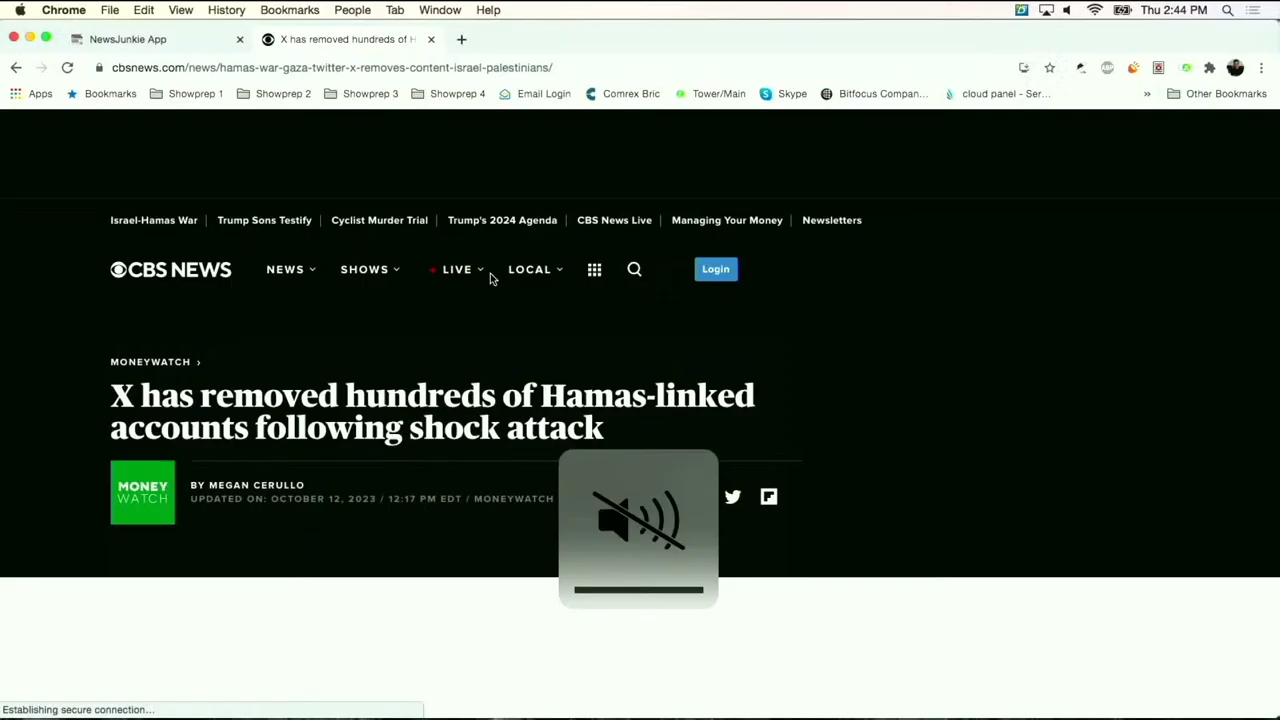 Chrome File Edit View History Bookmarks People Tab Window Help Thu 2:44 PM
NewsJunkie App X has removed hundreds of H
cbsnews.com/news/hamas-war-gaza-twitter-x-removes-content-israel-palestinians/
Apps Bookmarks Showprep 1 Showprep 2 Showprep 3 Showprep 4 Email Login Comrex Bric Tower/Main Skype Bitfocus Compan... cloud panel - Ser... » Other Bookmarks
Israel-Hamas War Trump Sons Testify Cyclist Murder Trial Trump's 2024 Agenda CBS News Live Managing Your Money Newsletters
CBS NEWS NEWS SHOWS LIVE LOCAL Login
MONEYWATCH ›
X has removed hundreds of Hamas-linked
accounts following shock attack
MONEY
WATCH
BY MEGAN CERULLO
UPDATED ON: OCTOBER 12, 2023 / 12:17 PM EDT / MONEYWATCH
Establishing secure connection...